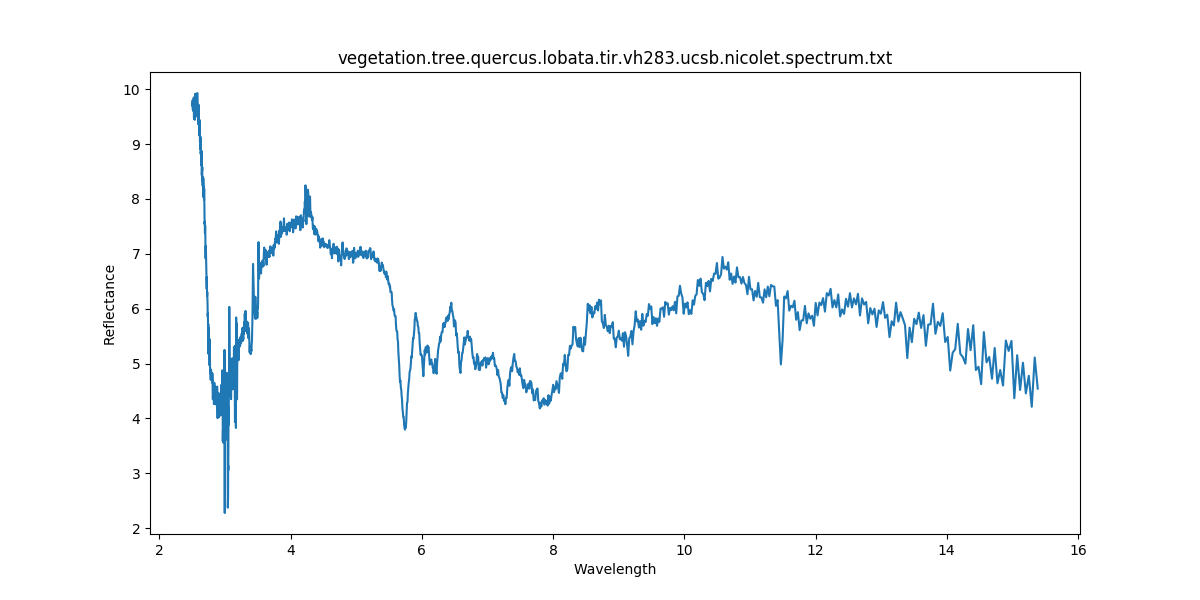 vegetation.tree.quercus.lobata.tir.vh283.ucsb.nicolet.spectrum.txt
10
9
8
7
6
5
4
3
2
Reflectance
2 4 6 8 10 12 14 16
Wavelength